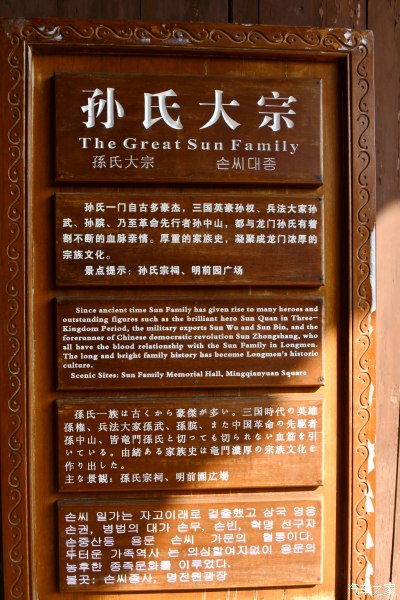 孙氏大宗
The Great Sun Family
孫氏大宗 손씨대종
孙氏一门自古多豪杰，三国英豪孙权、兵法大家孙
武、孙膑、乃至革命先行者孙中山，都与龙门孙氏有着
割不断的血脉亲情。厚重的家族史，凝聚成龙门浓厚的
宗族文化。
景点提示：孙氏宗祠、明前园广场
Since ancient time Sun Family has given rise to many heroes and
outstanding figures such as the brilliant hero Sun Quan in Three-
Kingdom Period, the military experts Sun Wu and Sun Bin, and the
forerunner of Chinese democratic revolution Sun Zhongshang, who
all have the blood relationship with the Sun Family in Longmen.
The long and bright family history has become Longmen's historic
culture.
Scenic Sites: Sun Family Memorial Hall, Mingqianyuan Square
孫氏一族は古くから豪傑が多い。三国時代の英雄
孫権、兵法大家孫武、孫臏、また中国革命の先駆者
孫中山、皆竜門孫氏と切っても切られない血筋を引
いている。由緒ある家族史は竜門濃厚の宗族文化を
作り出した。
主な景観：孫氏宗祠、明前園広場
손씨 일가는 자고이래로 걸출했고 삼국 영웅
손권, 병법의 대가 손무, 손빈, 혁명 선구자
손중산등 용문 손씨 가문의 혈통이다.
두터운 가족역사 는 의심할여지없이 용문의
농후한 종족문화를 이루었다.
볼곳: 손씨종사, 명전원광장
汽车之家